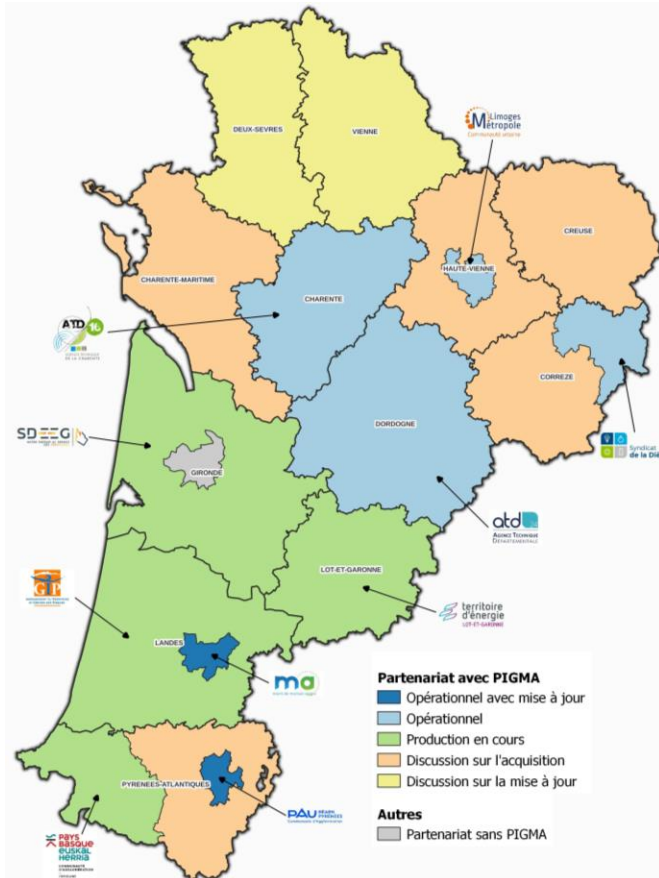 Limoges
Métropole
Communauté urbaine
DEUX-SEVRES
VIENNE
CREUSE
HAUTE-VIENNE
CHARENTE-MARITIME
CHARENTE
ATD
16
CORREZE
DORDOGNE
SDEEG
Syndicat
de la Diè
GIRONDE
atd
AGENCE TECHNIQUE
DÉPARTEMENTALE
LOT-ET-GARONNE
territoire
d'énergie
LOT-ET-GARONNE
LANDES
ma
Partenariat avec PIGMA
Opérationnel avec mise à jour
Opérationnel
Production en cours
Discussion sur l'acquisition
Discussion sur la mise à jour
Autres
Partenariat sans PIGMA
PYRENEES-ATLANTIQUES
PAU BÉARN
PYRÉNÉES
PAYS
BASQUE
EUSKAL
HERRIA